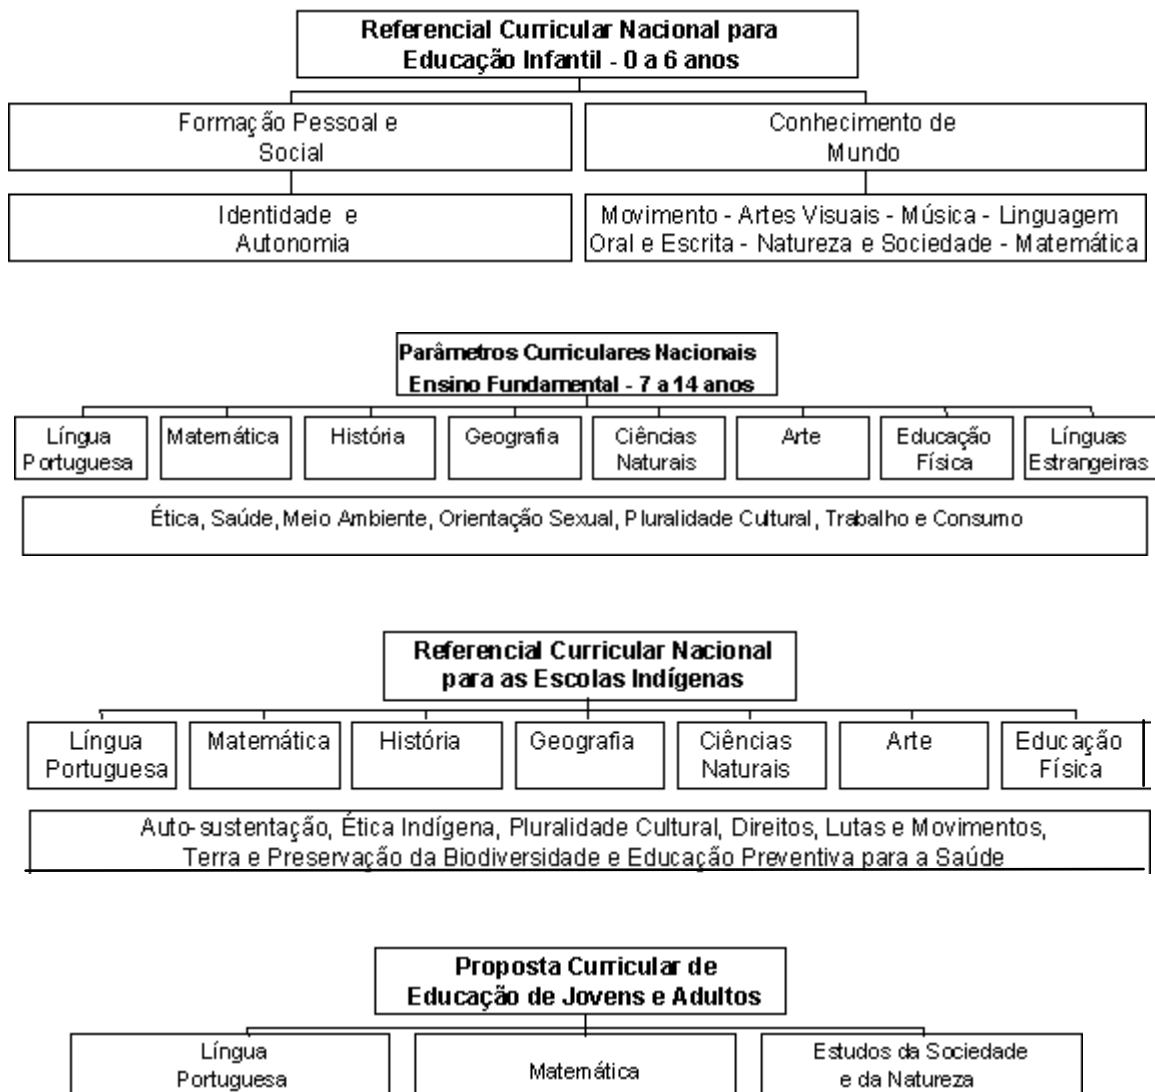 Referencial Curricular Nacional para
Educação Infantil - 0 a 6 anos
Formação Pessoal e
Social
Conhecimento de
Mundo
Identidade e
Autonomia
Movimento - Artes Visuais - Música - Linguagem
Oral e Escrita - Natureza e Sociedade - Matemática
Parâmetros Curriculares Nacionais
Ensino Fundamental - 7 a 14 anos
Língua
Portuguesa
Matemática
História
Geografia
Ciências
Naturais
Arte
Educação
Física
Línguas
Estrangeiras
Ética, Saúde, Meio Ambiente, Orientação Sexual, Pluralidade Cultural, Trabalho e Consumo
Referencial Curricular Nacional
para as Escolas Indígenas
Língua
Portuguesa
Matemática
História
Geografia
Ciências
Naturais
Arte
Educação
Física
Auto-sustentação, Ética Indígena, Pluralidade Cultural, Direitos, Lutas e Movimentos,
Terra e Preservação da Biodiversidade e Educação Preventiva para a Saúde
Proposta Curricular de
Educação de Jovens e Adultos
Língua
Portuguesa
Matemática
Estudos da Sociedade
e da Natureza